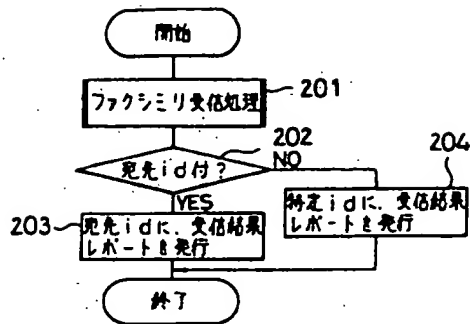 開始
ファクシミリ受信処理
201
202
宛先id付?
NO
204
YES
203
宛先idに、受信結果
レポートを発行
特定idに、受信結果
レポートを発行
終了